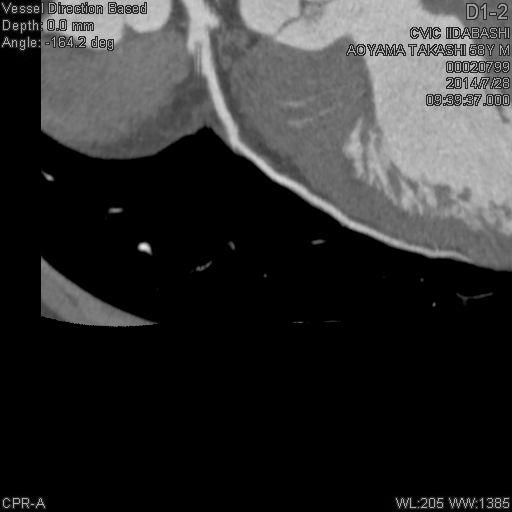 Vessel Direction Based
Depth: 0.0 mm
Angle: -164.2 deg
D1-2
CVIC IIDABASHI
AOYAMA TAKASHI 58Y M
00020799
2014/7/28
09:39:37.000
CPR-A
WL:205 WW:1385